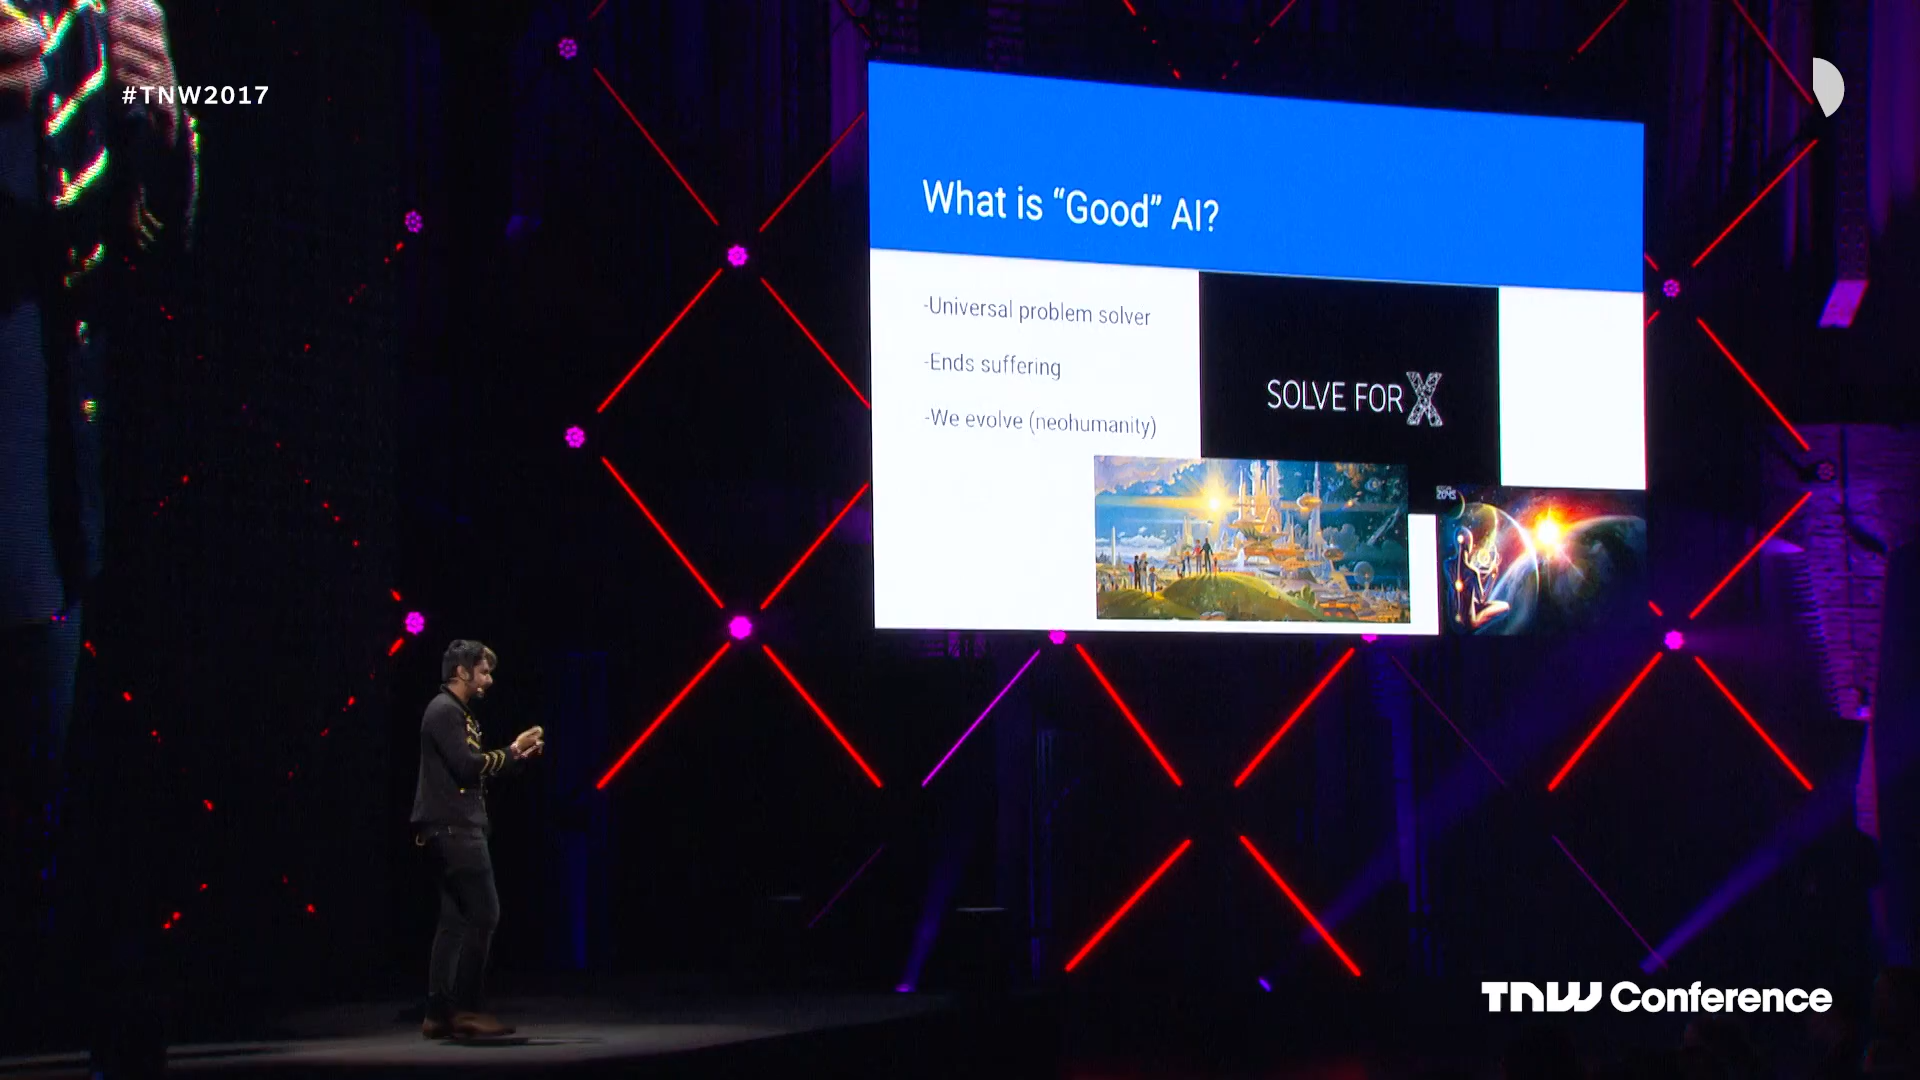 #TNW2017
What is “Good” AI?
-Universal problem solver
-Ends suffering
-We evolve (neohumanity)
SOLVE FOR X
TNW Conference